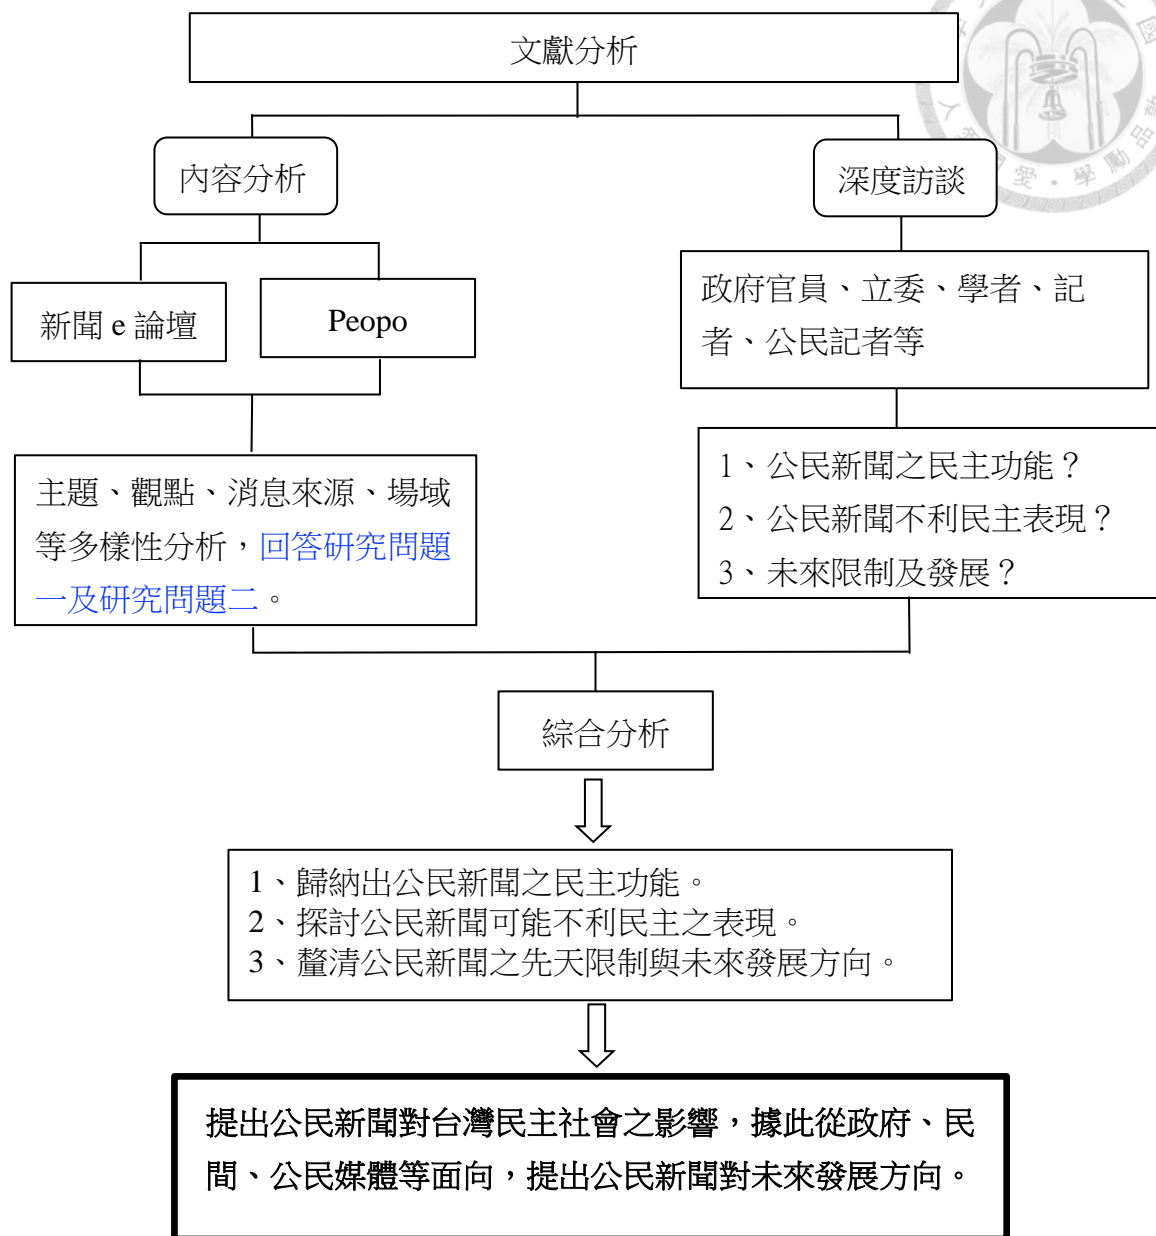 文獻分析
內容分析
深度訪談
新聞 e 論壇
Peopo
政府官員、立委、學者、記
者、公民記者等
主題、觀點、消息來源、場域
等多樣性分析，回答研究問題
一及研究問題二。
1、公民新聞之民主功能？
2、公民新聞不利民主表現？
3、未來限制及發展？
綜合分析
1、歸納出公民新聞之民主功能。
2、探討公民新聞可能不利民主之表現。
3、釐清公民新聞之先天限制與未來發展方向。
提出公民新聞對台灣民主社會之影響，據此從政府、民
間、公民媒體等面向，提出公民新聞對未來發展方向。
愛・學勵品敦